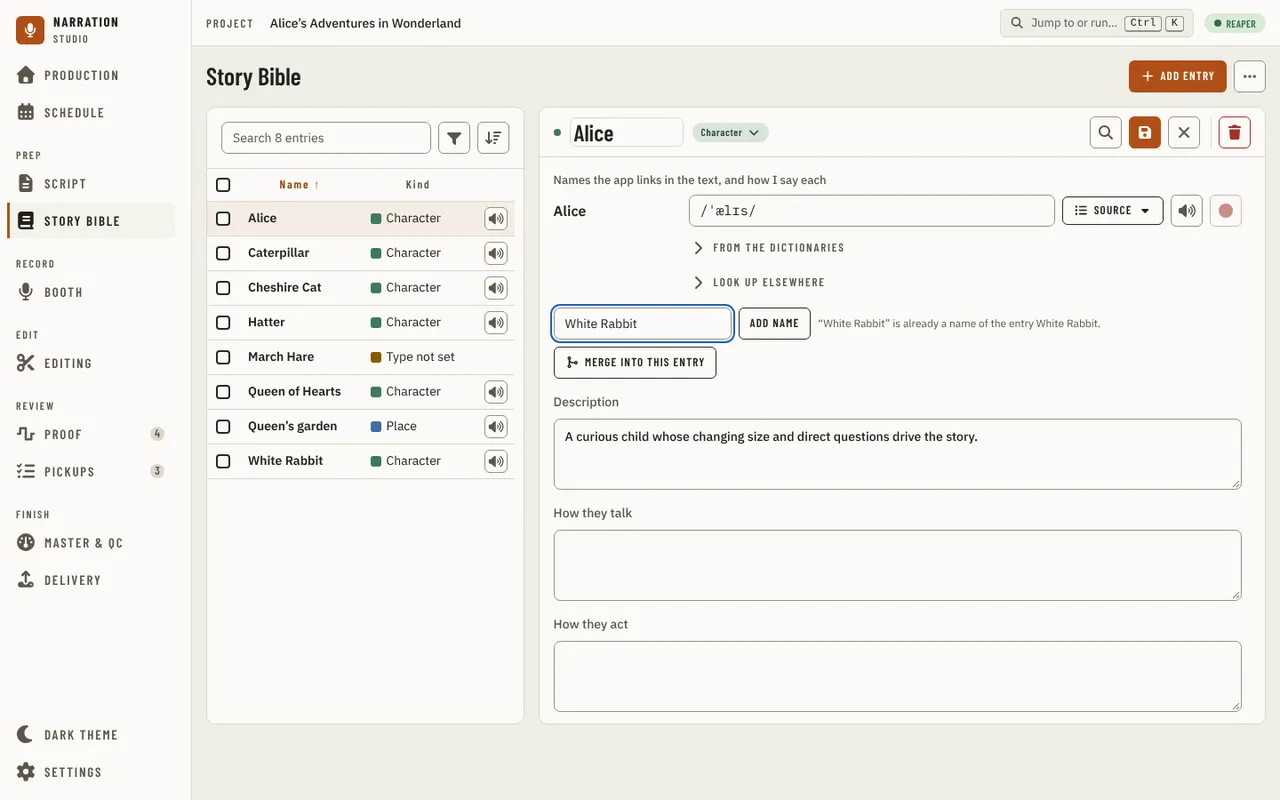 NARRATION
STUDIO
PRODUCTION
SCHEDULE
PREP
SCRIPT
STORY BIBLE
RECORD
BOOTH
EDIT
EDITING
REVIEW
PROOF 4
PICKUPS 3
FINISH
MASTER & QC
DELIVERY
DARK THEME
SETTINGS
PROJECT Alice's Adventures in Wonderland
Jump to or run... Ctrl K
REAPER
Story Bible
ADD ENTRY
Search 8 entries
Name ↑ Kind
Alice Character
Caterpillar Character
Cheshire Cat Character
Hatter Character
March Hare Type not set
Queen of Hearts Character
Queen's garden Place
White Rabbit Character
Alice Character
Names the app links in the text, and how I say each
Alice /ˈælɪs/ SOURCE
FROM THE DICTIONARIES
LOOK UP ELSEWHERE
White Rabbit ADD NAME “White Rabbit” is already a name of the entry White Rabbit.
MERGE INTO THIS ENTRY
Description
A curious child whose changing size and direct questions drive the story.
How they talk
How they act